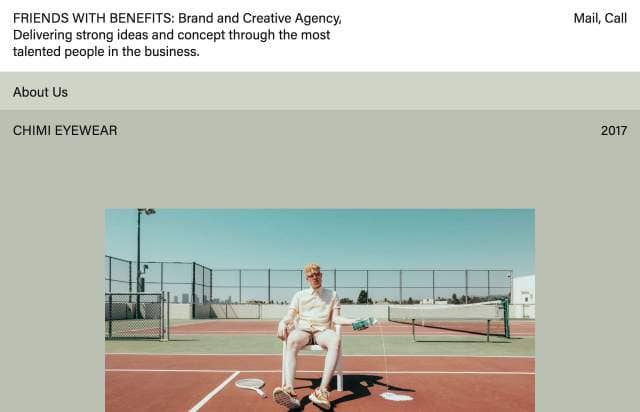 FRIENDS WITH BENEFITS: Brand and Creative Agency,
Delivering strong ideas and concept through the most
talented people in the business.
Mail, Call
About Us
CHIMI EYEWEAR
2017